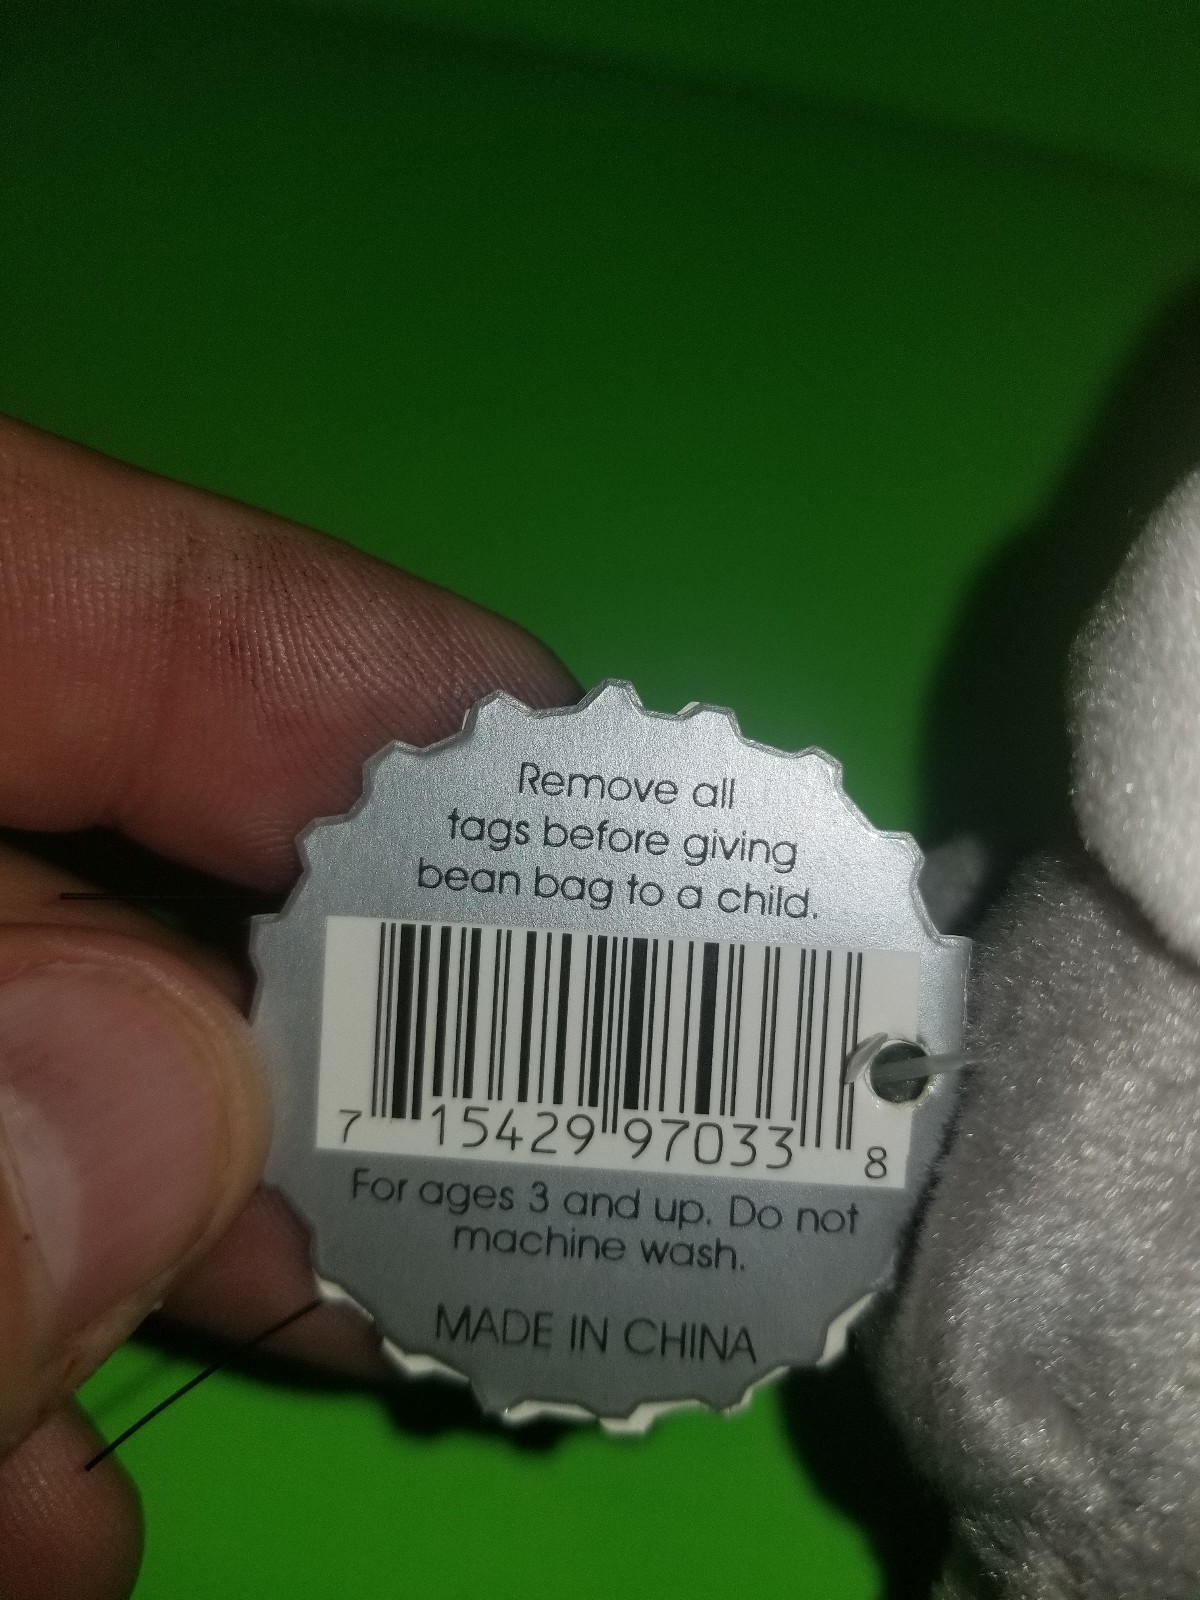 Remove all
tags before giving
bean bag to a child.
7 15429 97033 8
For ages 3 and up. Do not
machine wash.
MADE IN CHINA